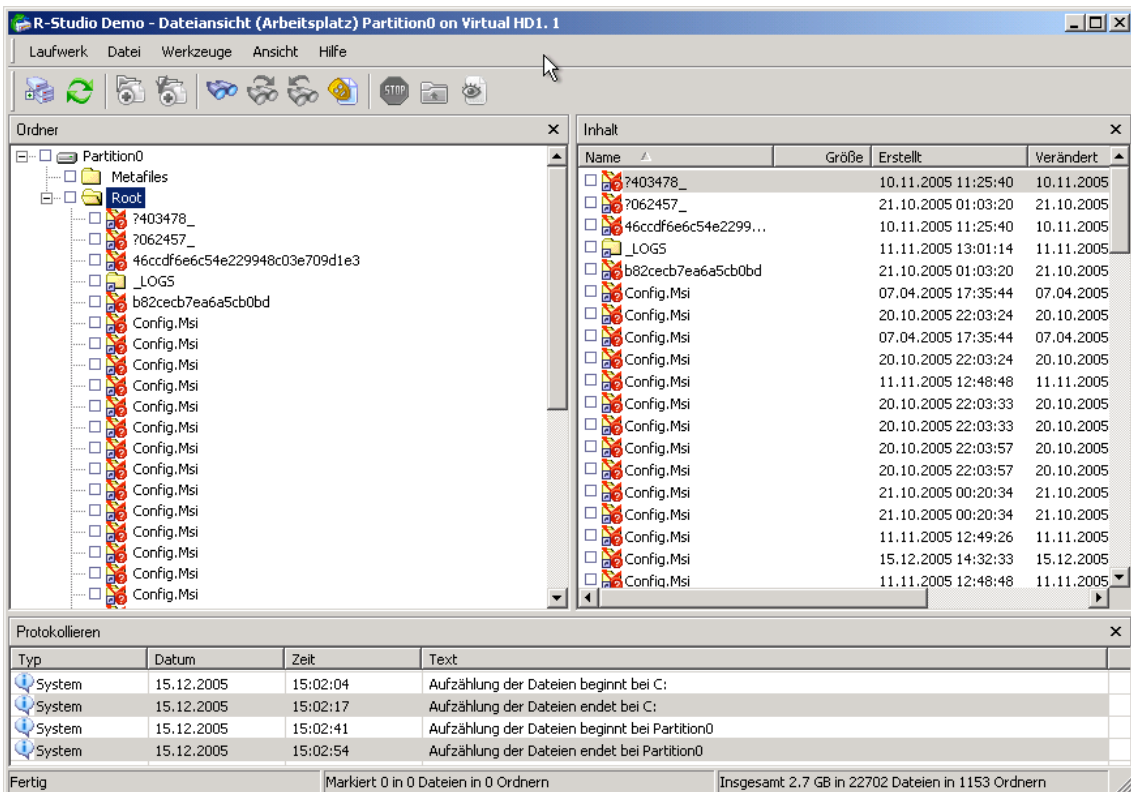 R-Studio Demo - Dateiansicht (Arbeitsplatz) Partition0 on Virtual HD1. 1
Laufwerk Datei Werkzeuge Ansicht Hilfe
STOP
Ordner
Partition0
Metafiles
Root
?403478_
?062457_
46ccdf6e6c54e229948c03e709d1e3
_LOGS
b82cecb7ea6a5cb0bd
Config.Msi
Config.Msi
Config.Msi
Config.Msi
Config.Msi
Config.Msi
Config.Msi
Config.Msi
Config.Msi
Config.Msi
Config.Msi
Config.Msi
Config.Msi
Config.Msi
Inhalt
Name Größe Erstellt Verändert
?403478_ 10.11.2005 11:25:40 10.11.2005
?062457_ 21.10.2005 01:03:20 21.10.2005
46ccdf6e6c54e2299... 10.11.2005 11:25:40 10.11.2005
_LOGS 11.11.2005 13:01:14 11.11.2005
b82cecb7ea6a5cb0bd 21.10.2005 01:03:20 21.10.2005
Config.Msi 07.04.2005 17:35:44 07.04.2005
Config.Msi 20.10.2005 22:03:24 20.10.2005
Config.Msi 07.04.2005 17:35:44 07.04.2005
Config.Msi 20.10.2005 22:03:24 20.10.2005
Config.Msi 11.11.2005 12:48:48 11.11.2005
Config.Msi 20.10.2005 22:03:33 20.10.2005
Config.Msi 20.10.2005 22:03:33 20.10.2005
Config.Msi 20.10.2005 22:03:57 20.10.2005
Config.Msi 20.10.2005 22:03:57 20.10.2005
Config.Msi 21.10.2005 00:20:34 21.10.2005
Config.Msi 21.10.2005 00:20:34 21.10.2005
Config.Msi 11.11.2005 12:49:26 11.11.2005
Config.Msi 15.12.2005 14:32:33 15.12.2005
Config.Msi 11.11.2005 12:48:48 11.11.2005
Protokollieren
Typ Datum Zeit Text
System 15.12.2005 15:02:04 Aufzählung der Dateien beginnt bei C:
System 15.12.2005 15:02:17 Aufzählung der Dateien endet bei C:
System 15.12.2005 15:02:41 Aufzählung der Dateien beginnt bei Partition0
System 15.12.2005 15:02:54 Aufzählung der Dateien endet bei Partition0
Fertig Markiert 0 in 0 Dateien in 0 Ordnern Insgesamt 2.7 GB in 22702 Dateien in 1153 Ordnern